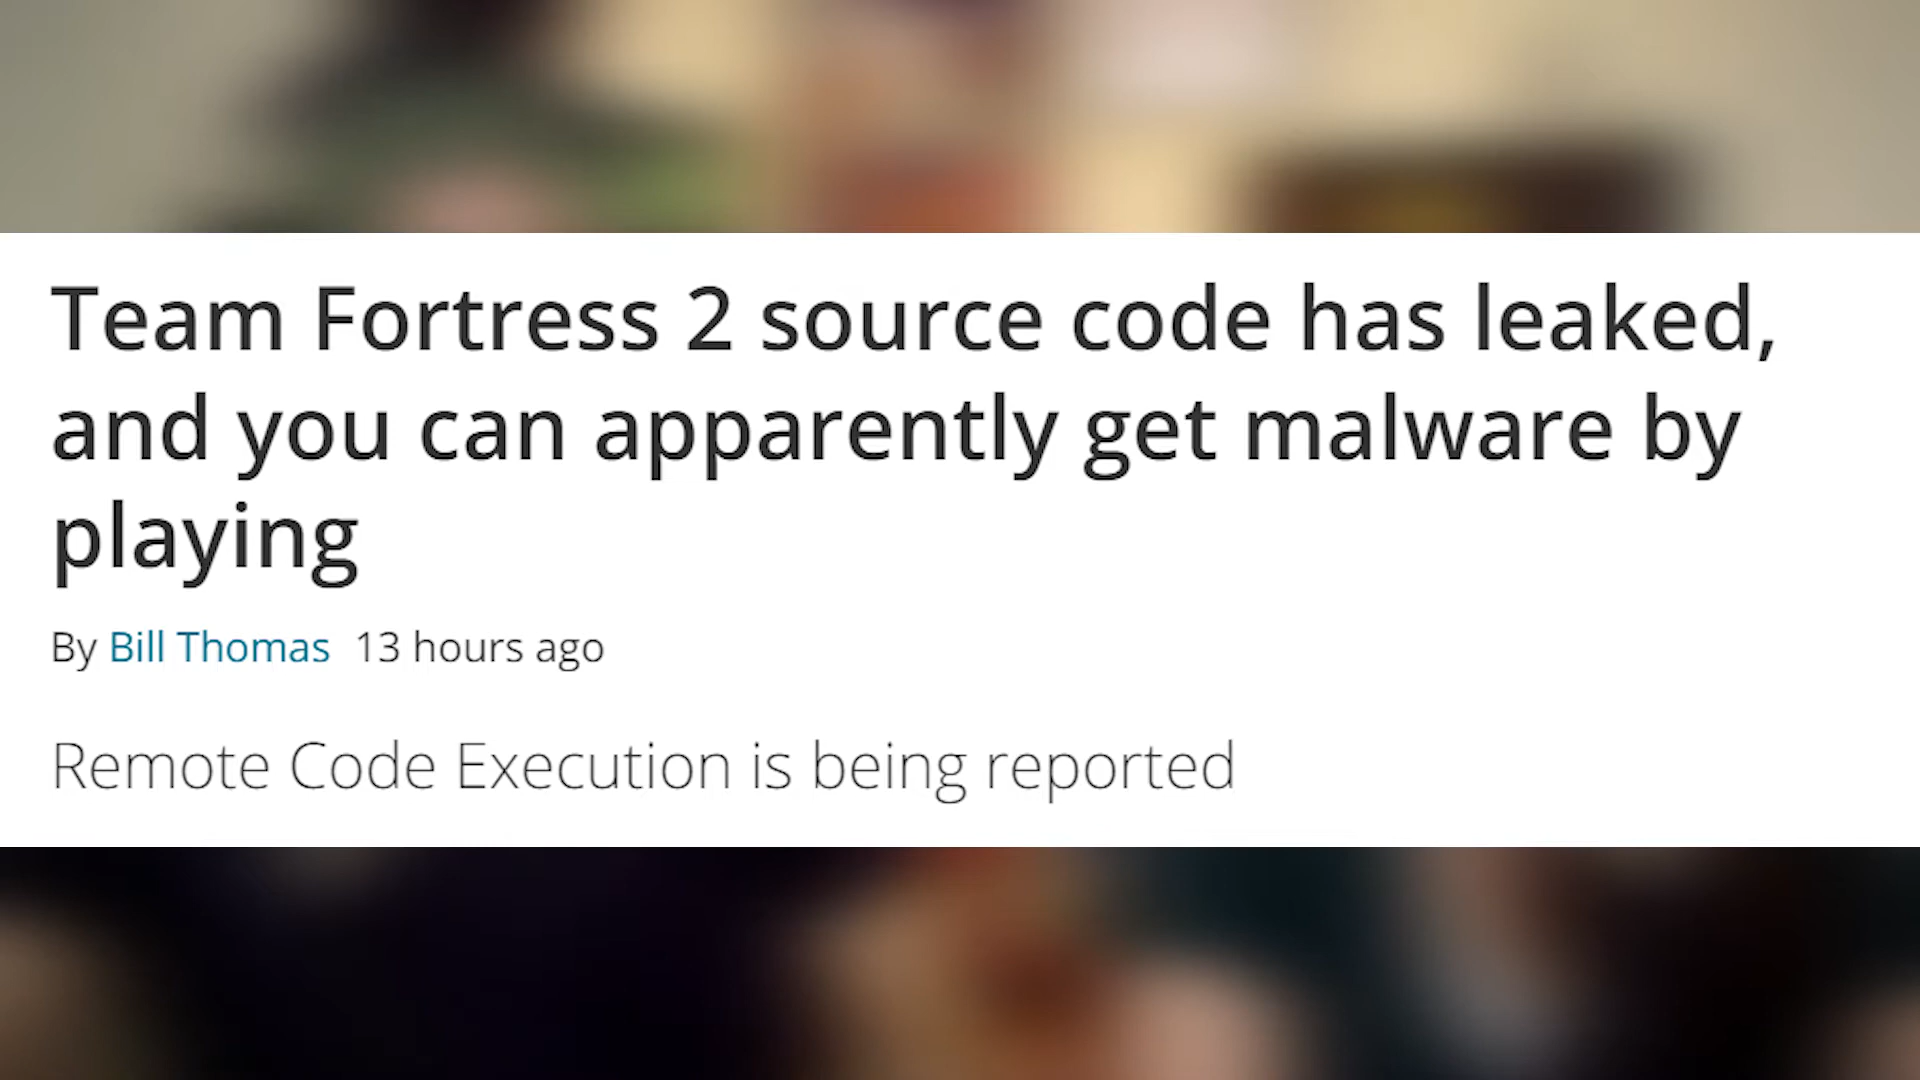 Team Fortress 2 source code has leaked,
and you can apparently get malware by
playing
By Bill Thomas 13 hours ago
Remote Code Execution is being reported